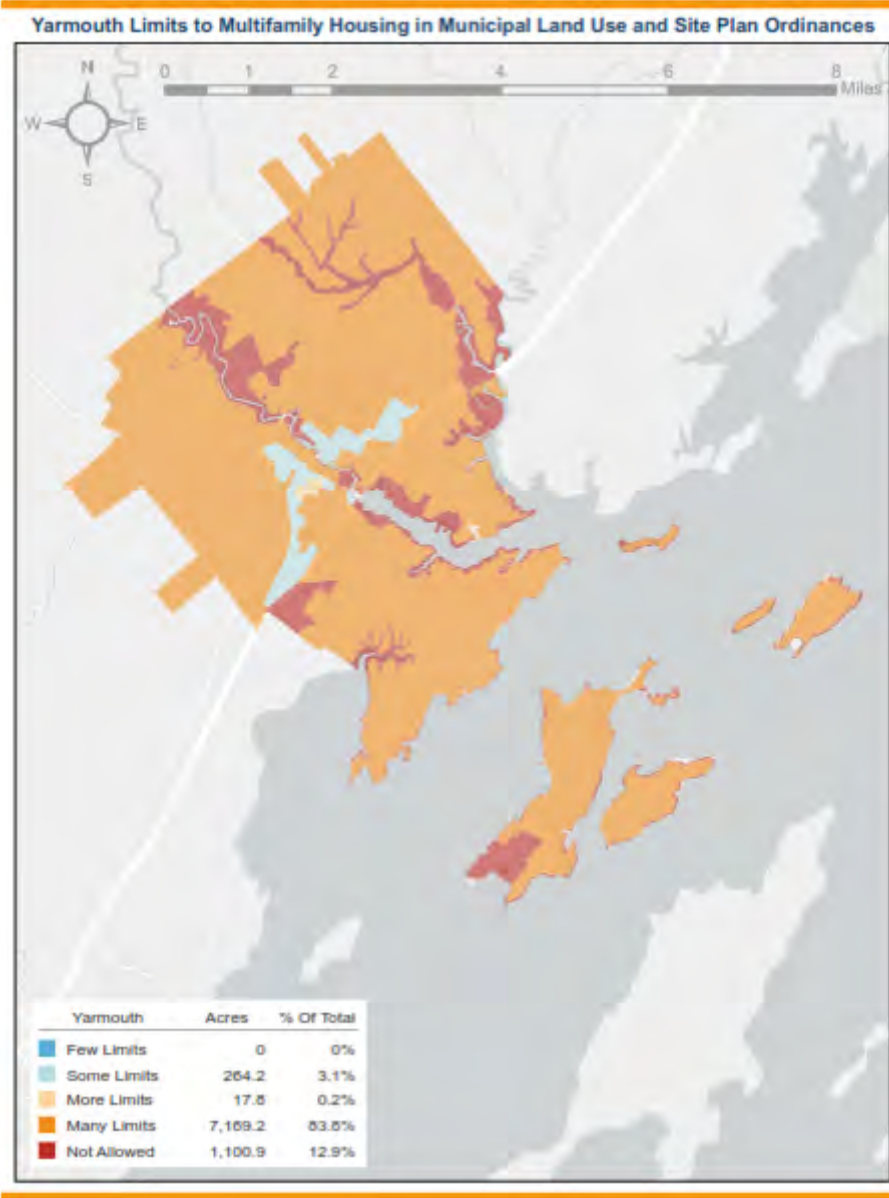 Yarmouth Limits to Multifamily Housing in Municipal Land Use and Site Plan Ordinances
N
0 1 2 4 6 8
Miles
W E
S
Yarmouth Acres % Of Total
Few Limits 0 0%
Some Limits 264.2 3.1%
More Limits 17.8 0.2%
Many Limits 7,169.2 83.8%
Not Allowed 1,100.9 12.9%